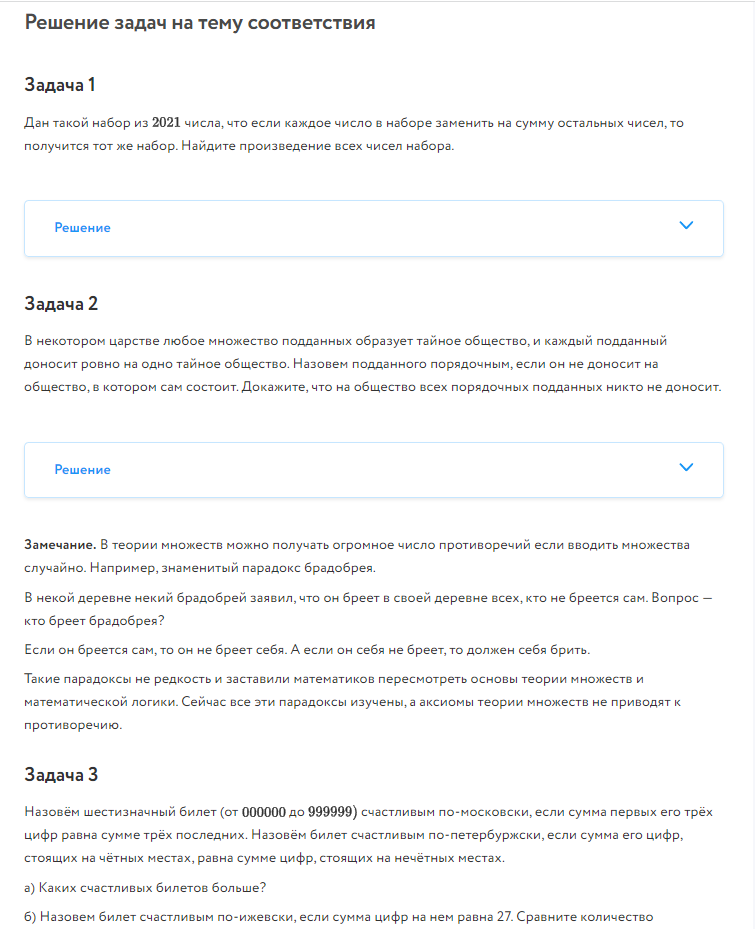 Решение задач на тему соответствия
Задача 1
Дан такой набор из 2021 числа, что если каждое число в наборе заменить на сумму остальных чисел, то
получится тот же набор. Найдите произведение всех чисел набора.
Решение
Задача 2
В некотором царстве любое множество подданных образует тайное общество, и каждый подданный
доносит ровно на одно тайное общество. Назовем подданного порядочным, если он не доносит на
общество, в котором сам состоит. Докажите, что на общество всех порядочных подданных никто не доносит.
Решение
Замечание. В теории множеств можно получать огромное число противоречий если вводить множества
случайно. Например, знаменитый парадокс брадобрея.
В некой деревне некий брадобрей заявил, что он бреет в своей деревне всех, кто не бреется сам. Вопрос —
кто бреет брадобрея?
Если он бреется сам, то он не бреет себя. А если он себя не бреет, то должен себя брить.
Такие парадоксы не редкость и заставили математиков пересмотреть основы теории множеств и
математической логики. Сейчас все эти парадоксы изучены, а аксиомы теории множеств не приводят к
противоречию.
Задача 3
Назовём шестизначный билет (от 000000 до 999999) счастливым по-московски, если сумма первых его трёх
цифр равна сумме трёх последних. Назовём билет счастливым по-петербуржски, если сумма его цифр,
стоящих на чётных местах, равна сумме цифр, стоящих на нечётных местах.
а) Каких счастливых билетов больше?
б) Назовем билет счастливым по-ижевски, если сумма цифр на нем равна 27. Сравните количество